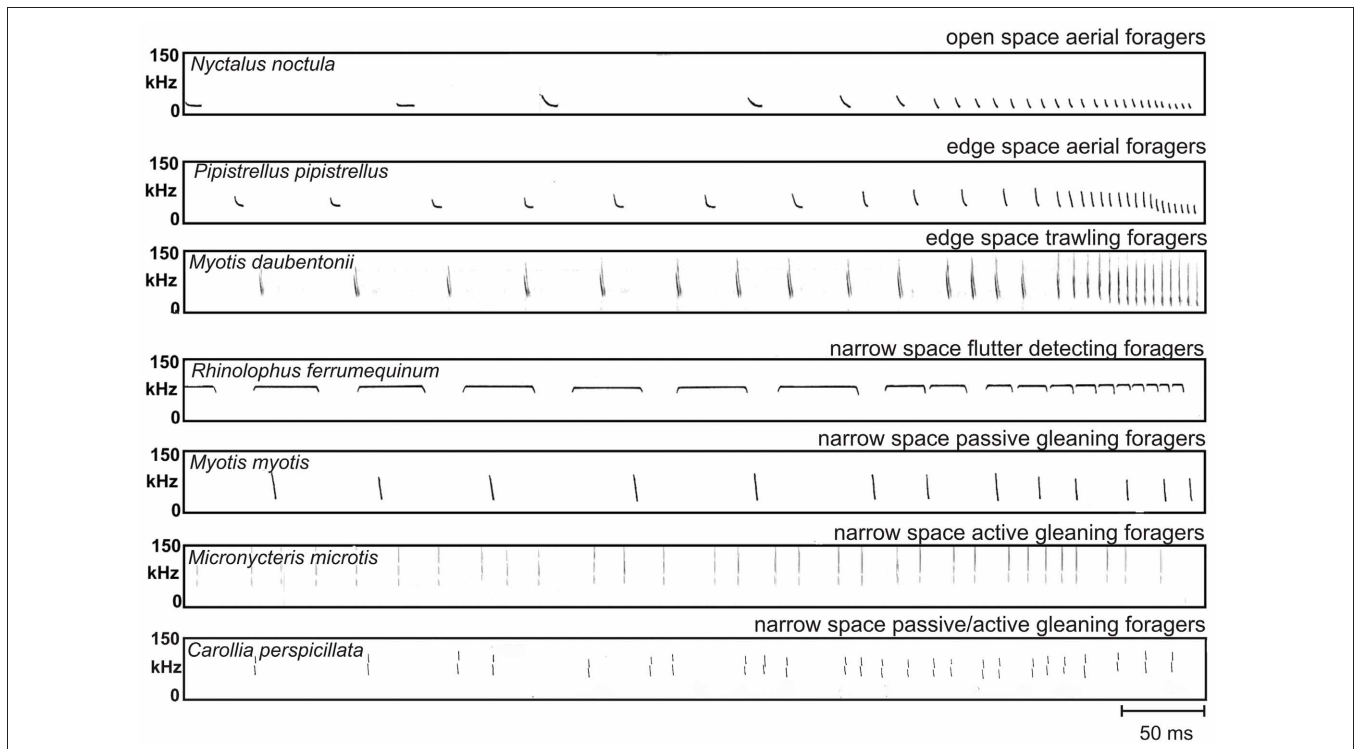 open space aerial foragers
150
kHz
0
Nyctalus noctula
edge space aerial foragers
150
kHz
0
Pipistrellus pipistrellus
edge space trawling foragers
150
kHz
0
Myotis daubentonii
narrow space flutter detecting foragers
150
kHz
0
Rhinolophus ferrumequinum
narrow space passive gleaning foragers
150
kHz
0
Myotis myotis
narrow space active gleaning foragers
150
kHz
0
Micronycteris microtis
narrow space passive/active gleaning foragers
150
kHz
0
Carollia perspicillata
50 ms